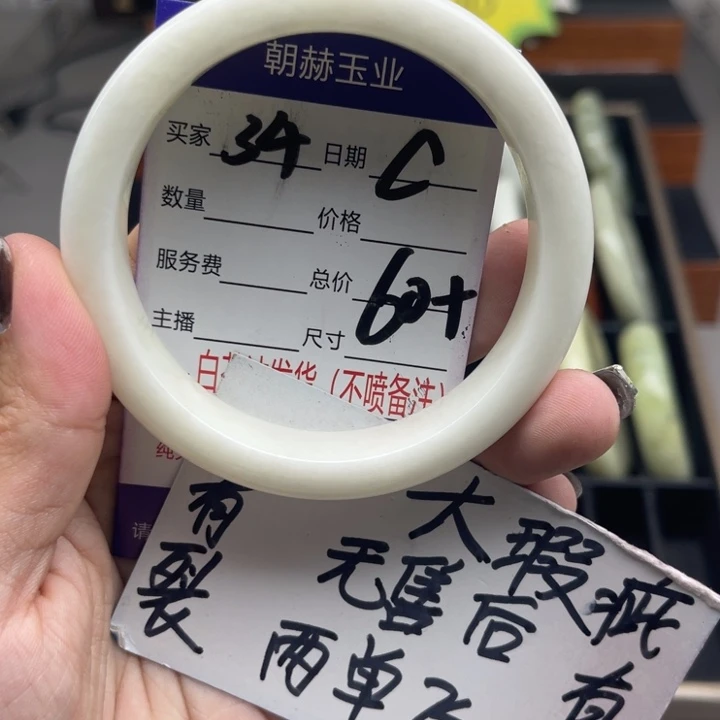 朝赫玉业
买家 34 日期 C
数量 价格
服务费 总价
主播 尺寸 60+
(不喷备注)
请
有裂
大瑕疵
无售后 有
两单